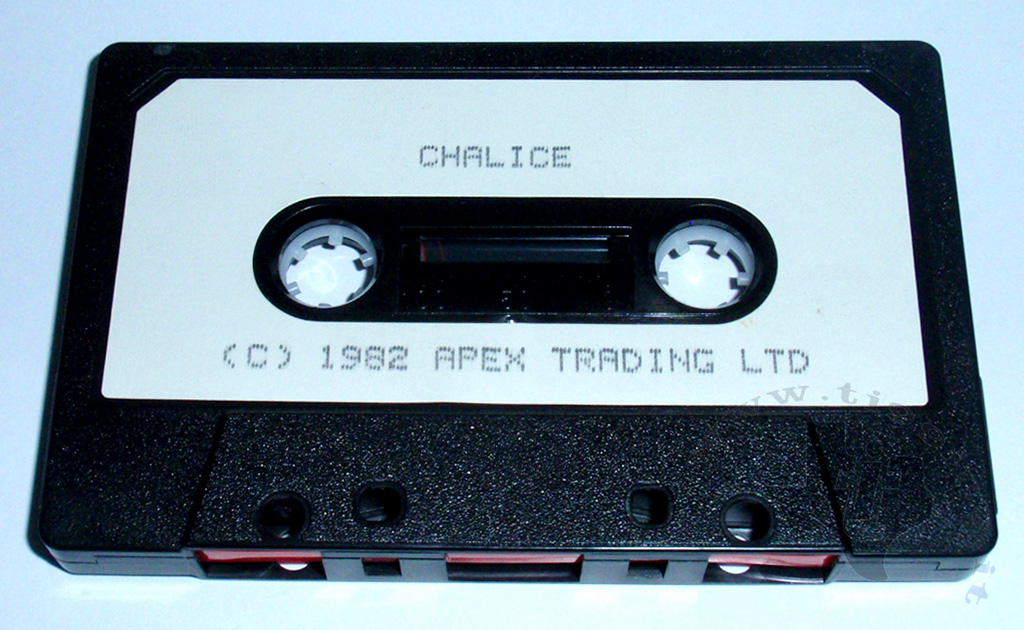 CHALICE
(C) 1982 APEX TRADING LTD